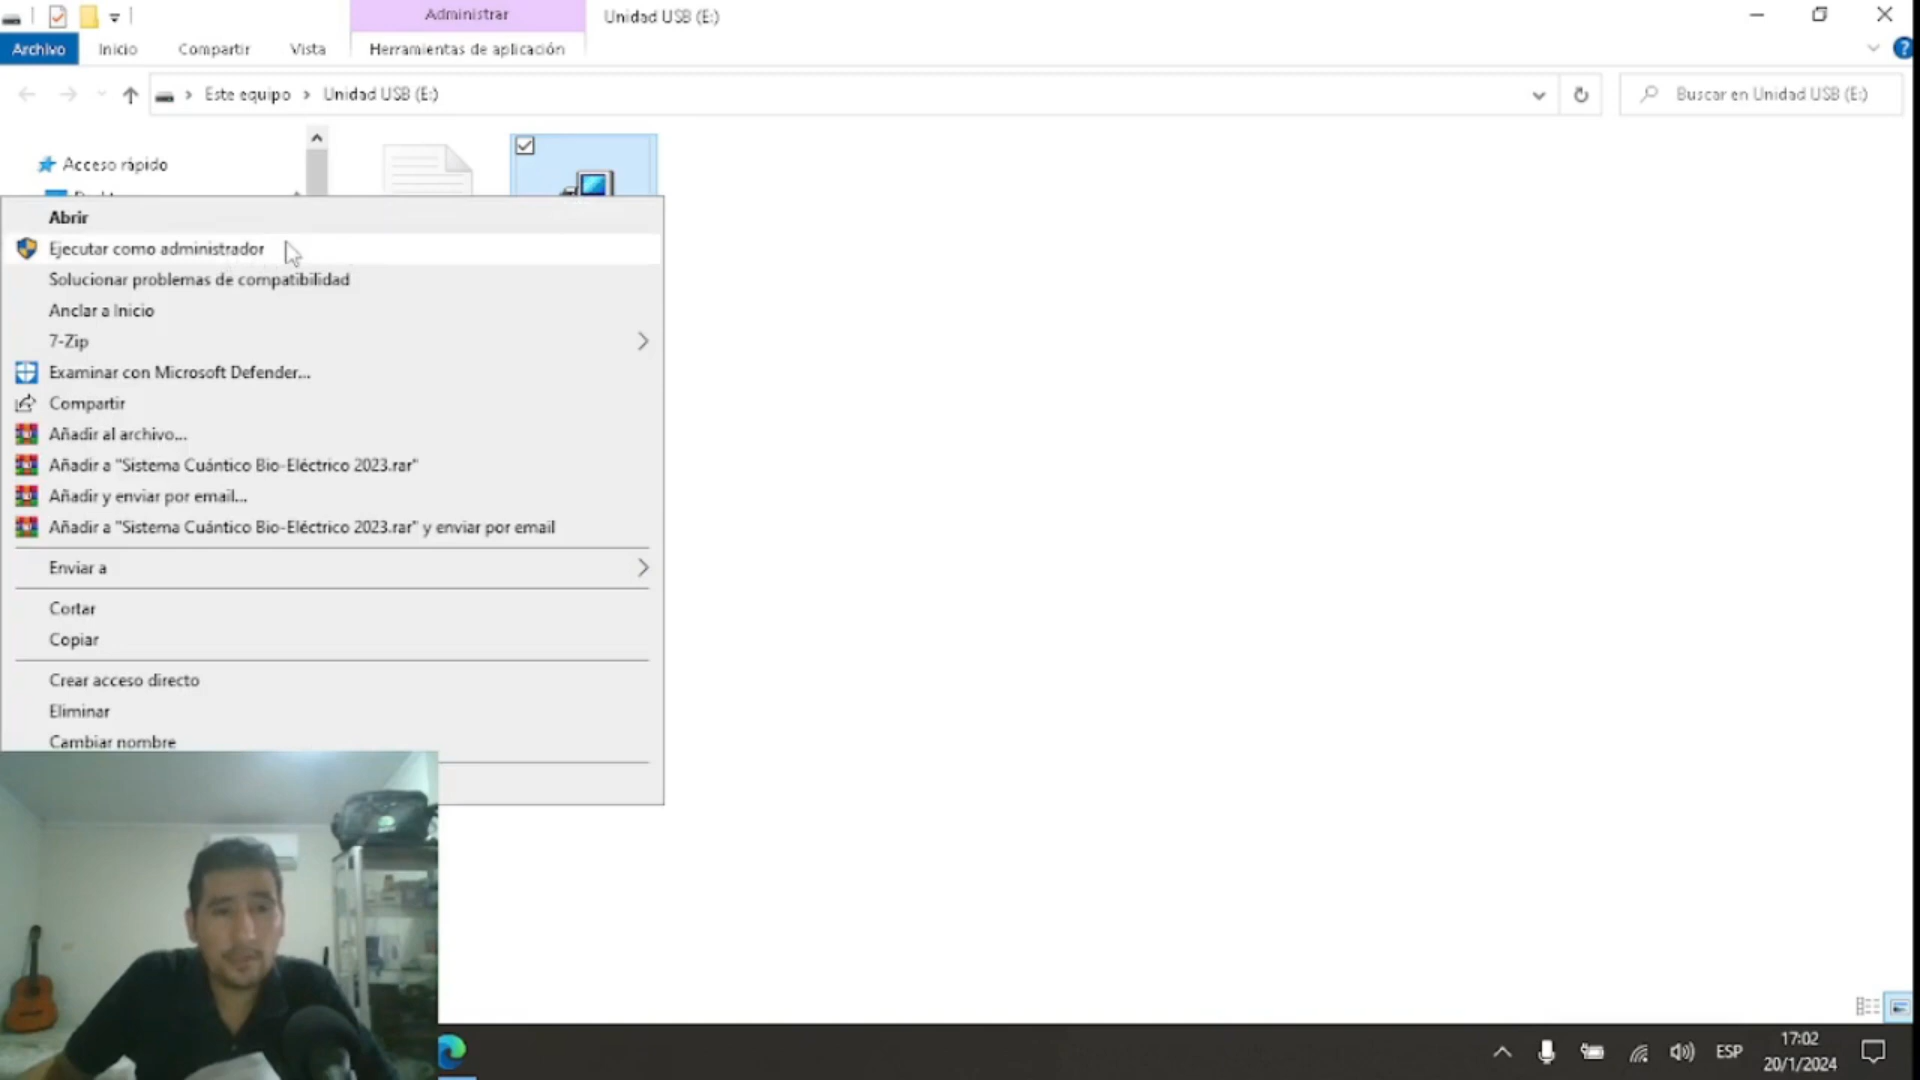 Administrar
Unidad USB (E:)
Archivo
Inicio
Compartir
Vista
Herramientas de aplicación
Este equipo
Unidad USB (E:)
Buscar en Unidad USB (E:)
Acceso rápido
Abrir
Ejecutar como administrador
Solucionar problemas de compatibilidad
Anclar a Inicio
7-Zip
Examinar con Microsoft Defender...
Compartir
Añadir al archivo...
Añadir a "Sistema Cuántico Bio-Eléctrico 2023.rar"
Añadir y enviar por email...
Añadir a "Sistema Cuántico Bio-Eléctrico 2023.rar" y enviar por email
Enviar a
Cortar
Copiar
Crear acceso directo
Eliminar
Cambiar nombre
ESP
17:02
20/1/2024